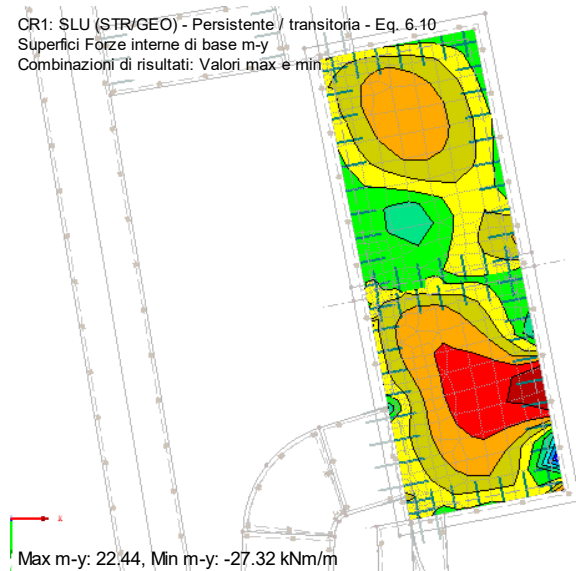 CR1: SLU (STR/GEO) - Persistente / transitoria - Eq. 6.10
Superfici Forze interne di base m-y
Combinazioni di risultati: Valori max e min
x
Max m-y: 22.44, Min m-y: -27.32 kNm/m